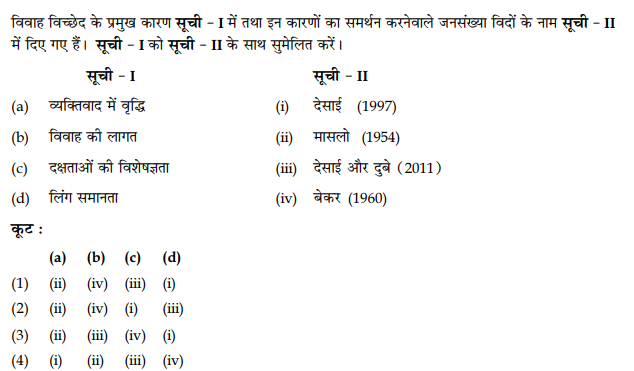 विवाह विच्छेद के प्रमुख कारण सूची – I में तथा इन कारणों का समर्थन करनेवाले जनसंख्या विदों के नाम सूची – II
में दिए गए हैं। सूची – I को सूची – II के साथ सुमेलित करें।
सूची – I सूची – II
(a) व्यक्तिवाद में वृद्धि (i) देसाई (1997)
(b) विवाह की लागत (ii) मासलो (1954)
(c) दक्षताओं की विशेषज्ञता (iii) देसाई और दुबे (2011)
(d) लिंग समानता (iv) बेकर (1960)
कूट :
(a) (b) (c) (d)
(1) (ii) (iv) (iii) (i)
(2) (ii) (iv) (i) (iii)
(3) (ii) (iii) (iv) (i)
(4) (i) (ii) (iii) (iv)